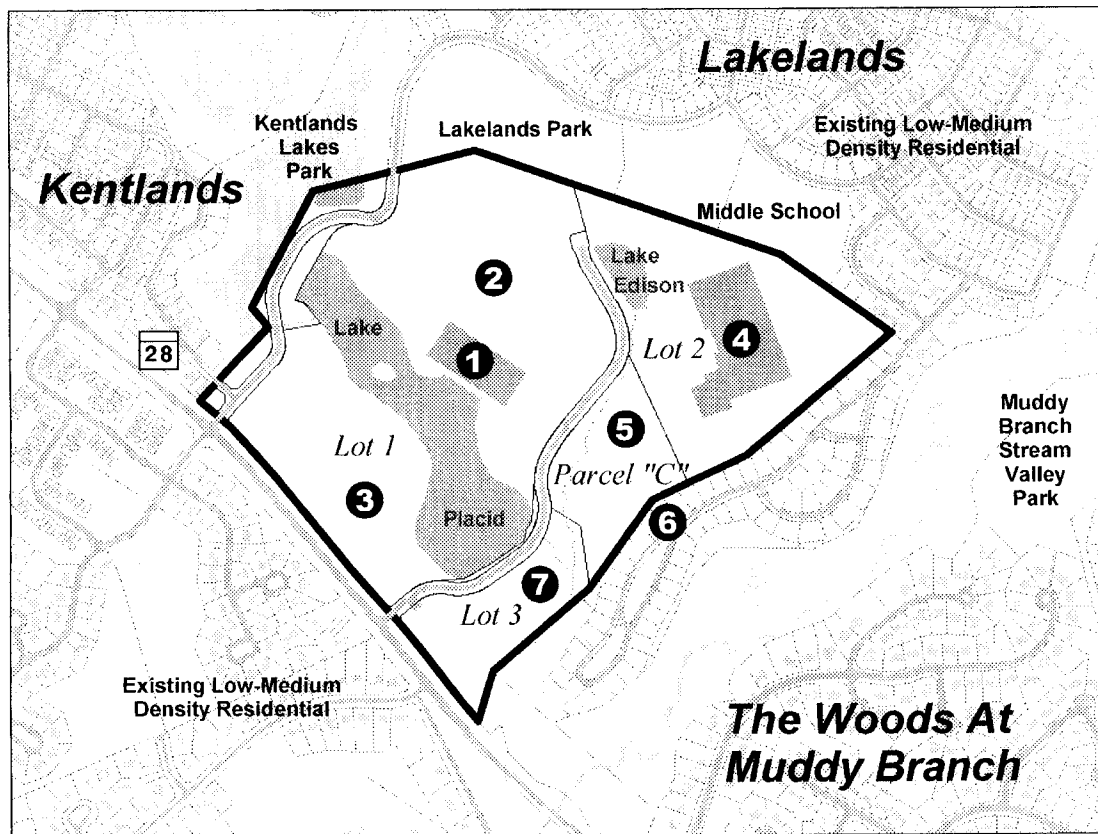 Lakelands
Kentlands
Lakes
Park
Lakelands Park
Existing Low-Medium
Density Residential
Kentlands
Middle School
Lake
Edison
2
28
Lake
1
Lot 2
4
Muddy
Branch
Stream
Valley
Park
5
Lot 1
Parcel "C"
3
Placid
6
7
Lot 3
Existing Low-Medium
Density Residential
The Woods At
Muddy Branch